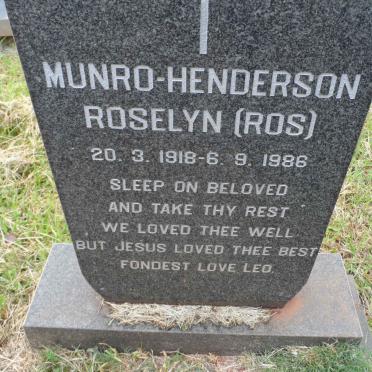 MUNRO-HENDERSON
ROSELYN (ROS)
20. 3. 1918-6. 9. 1986
SLEEP ON BELOVED
AND TAKE THY REST
WE LOVED THEE WELL
BUT JESUS LOVED THEE BEST
FONDEST LOVE LEO.